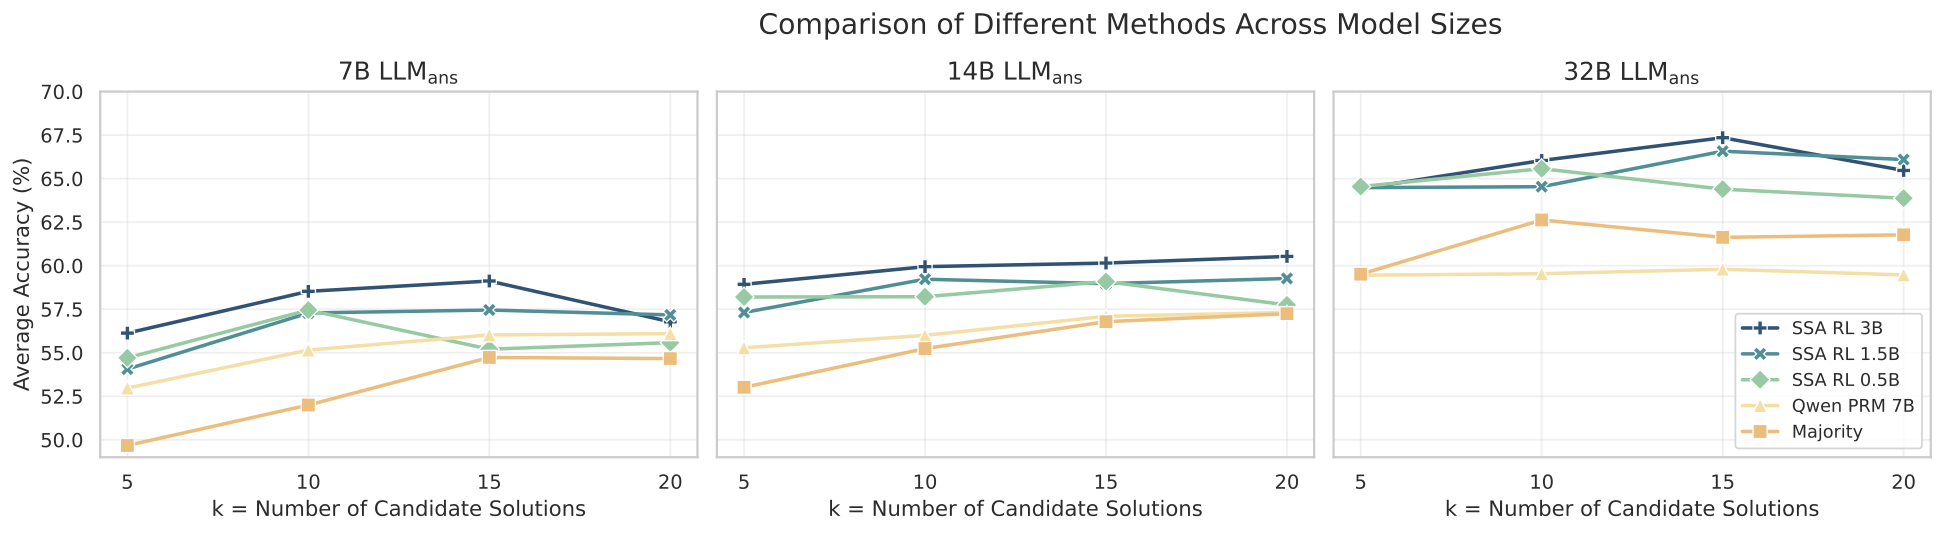 Comparison of Different Methods Across Model Sizes
7B LLMans
14B LLMans
32B LLMans
Average Accuracy (%)
70.0
67.5
65.0
62.5
60.0
57.5
55.0
52.5
50.0
5 10 15 20
5 10 15 20
5 10 15 20
k = Number of Candidate Solutions
k = Number of Candidate Solutions
k = Number of Candidate Solutions
SSA RL 3B
SSA RL 1.5B
SSA RL 0.5B
Qwen PRM 7B
Majority